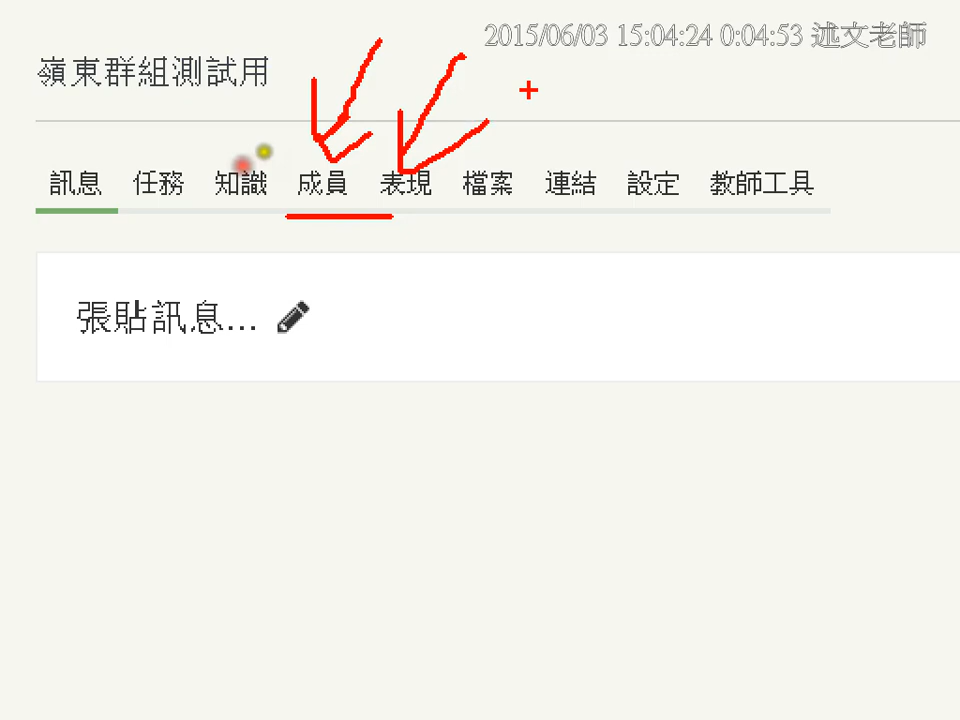 2015/06/03 15:04:24 0:04:53 述文老師
嶺東群組測試用
訊息 任務 知識 成員 表現 檔案 連結 設定 教師工具
張貼訊息...